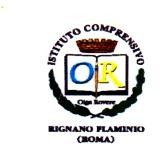 ISTITUTO COMPRENSIVO
OR
Olga Rovere
RIGNANO FLAMINIO
(ROMA)